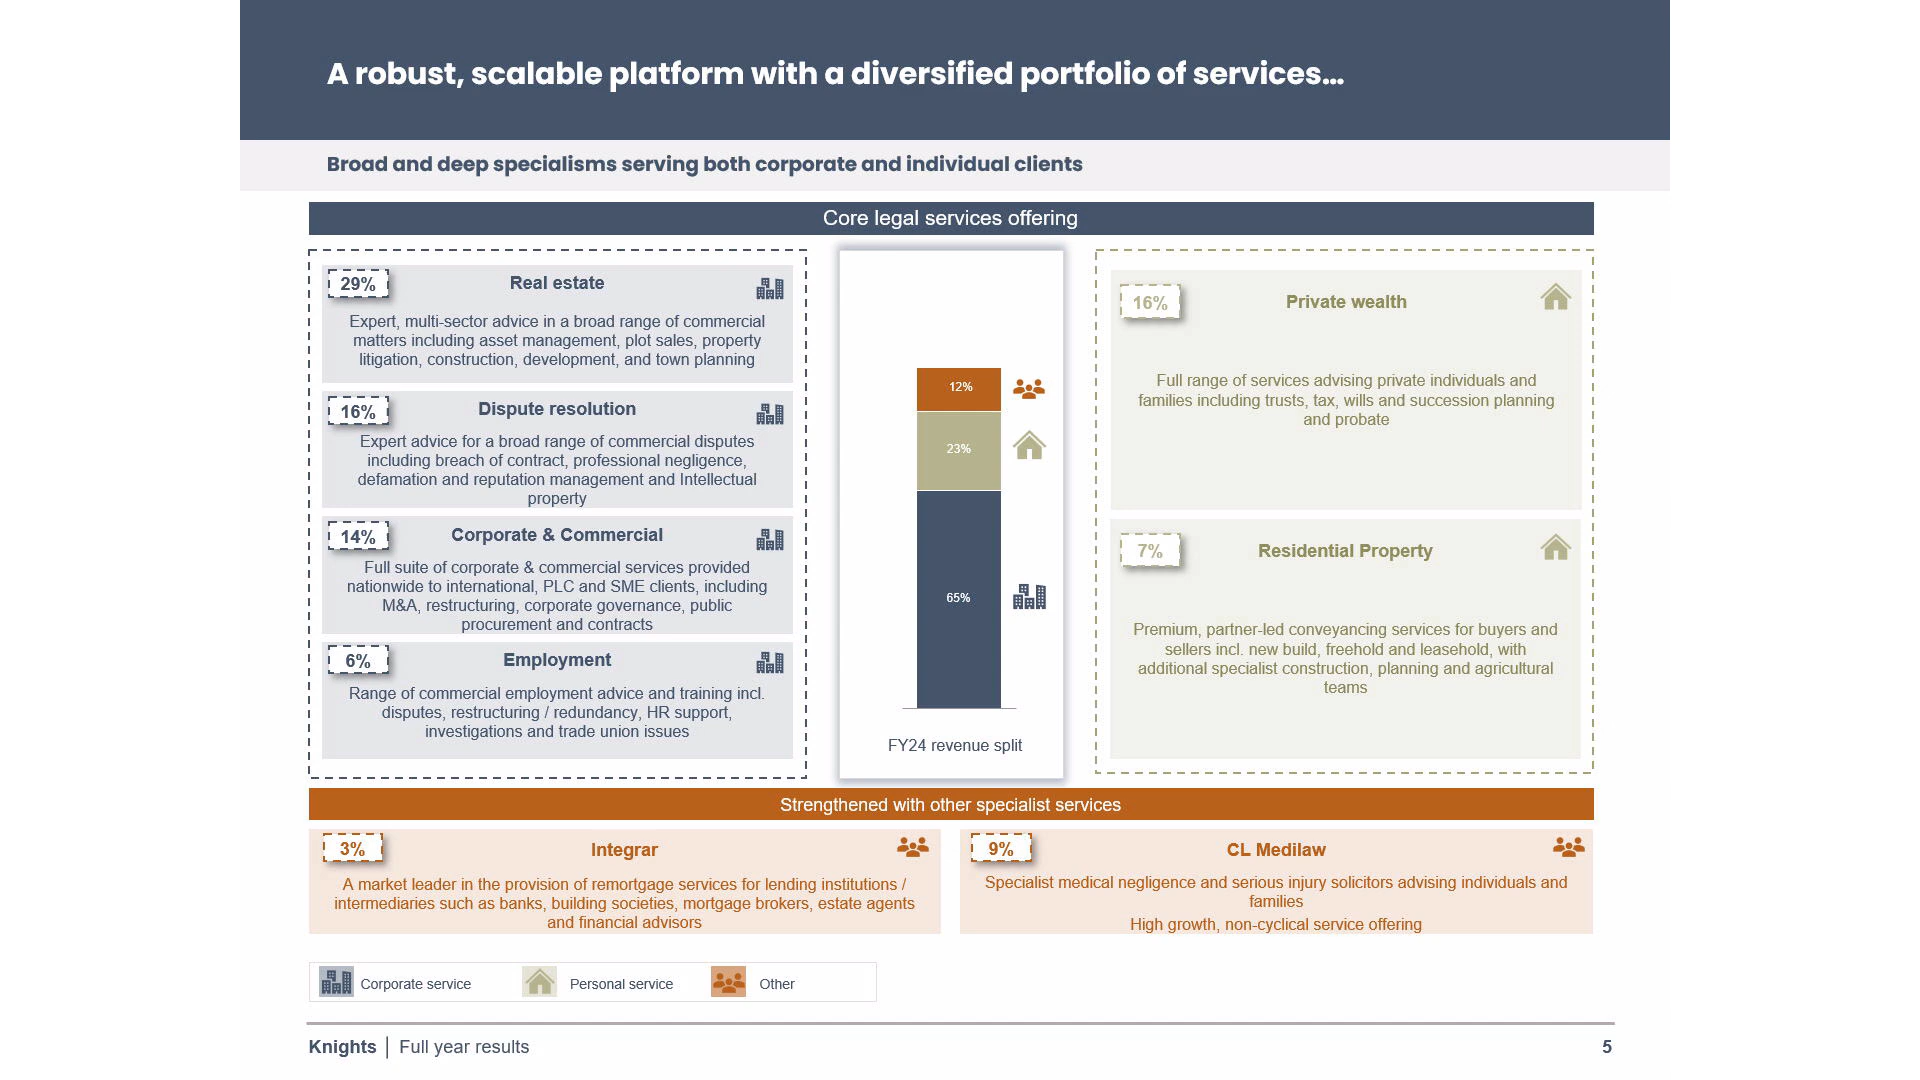 A robust, scalable platform with a diversified portfolio of services...
Broad and deep specialisms serving both corporate and individual clients
Core legal services offering
29%
Real estate
Expert, multi-sector advice in a broad range of commercial
matters including asset management, plot sales, property
litigation, construction, development, and town planning
16%
Dispute resolution
Expert advice for a broad range of commercial disputes
including breach of contract, professional negligence,
defamation and reputation management and Intellectual
property
14%
Corporate & Commercial
Full suite of corporate & commercial services provided
nationwide to international, PLC and SME clients, including
M&A, restructuring, corporate governance, public
procurement and contracts
6%
Employment
Range of commercial employment advice and training incl.
disputes, restructuring / redundancy, HR support,
investigations and trade union issues
12%
23%
65%
FY24 revenue split
16%
Private wealth
Full range of services advising private individuals and
families including trusts, tax, wills and succession planning
and probate
7%
Residential Property
Premium, partner-led conveyancing services for buyers and
sellers incl. new build, freehold and leasehold, with
additional specialist construction, planning and agricultural
teams
Strengthened with other specialist services
3%
Integrar
A market leader in the provision of remortgage services for lending institutions /
intermediaries such as banks, building societies, mortgage brokers, estate agents
and financial advisors
9%
CL Medilaw
Specialist medical negligence and serious injury solicitors advising individuals and
families
High growth, non-cyclical service offering
Corporate service
Personal service
Other
Knights | Full year results
5